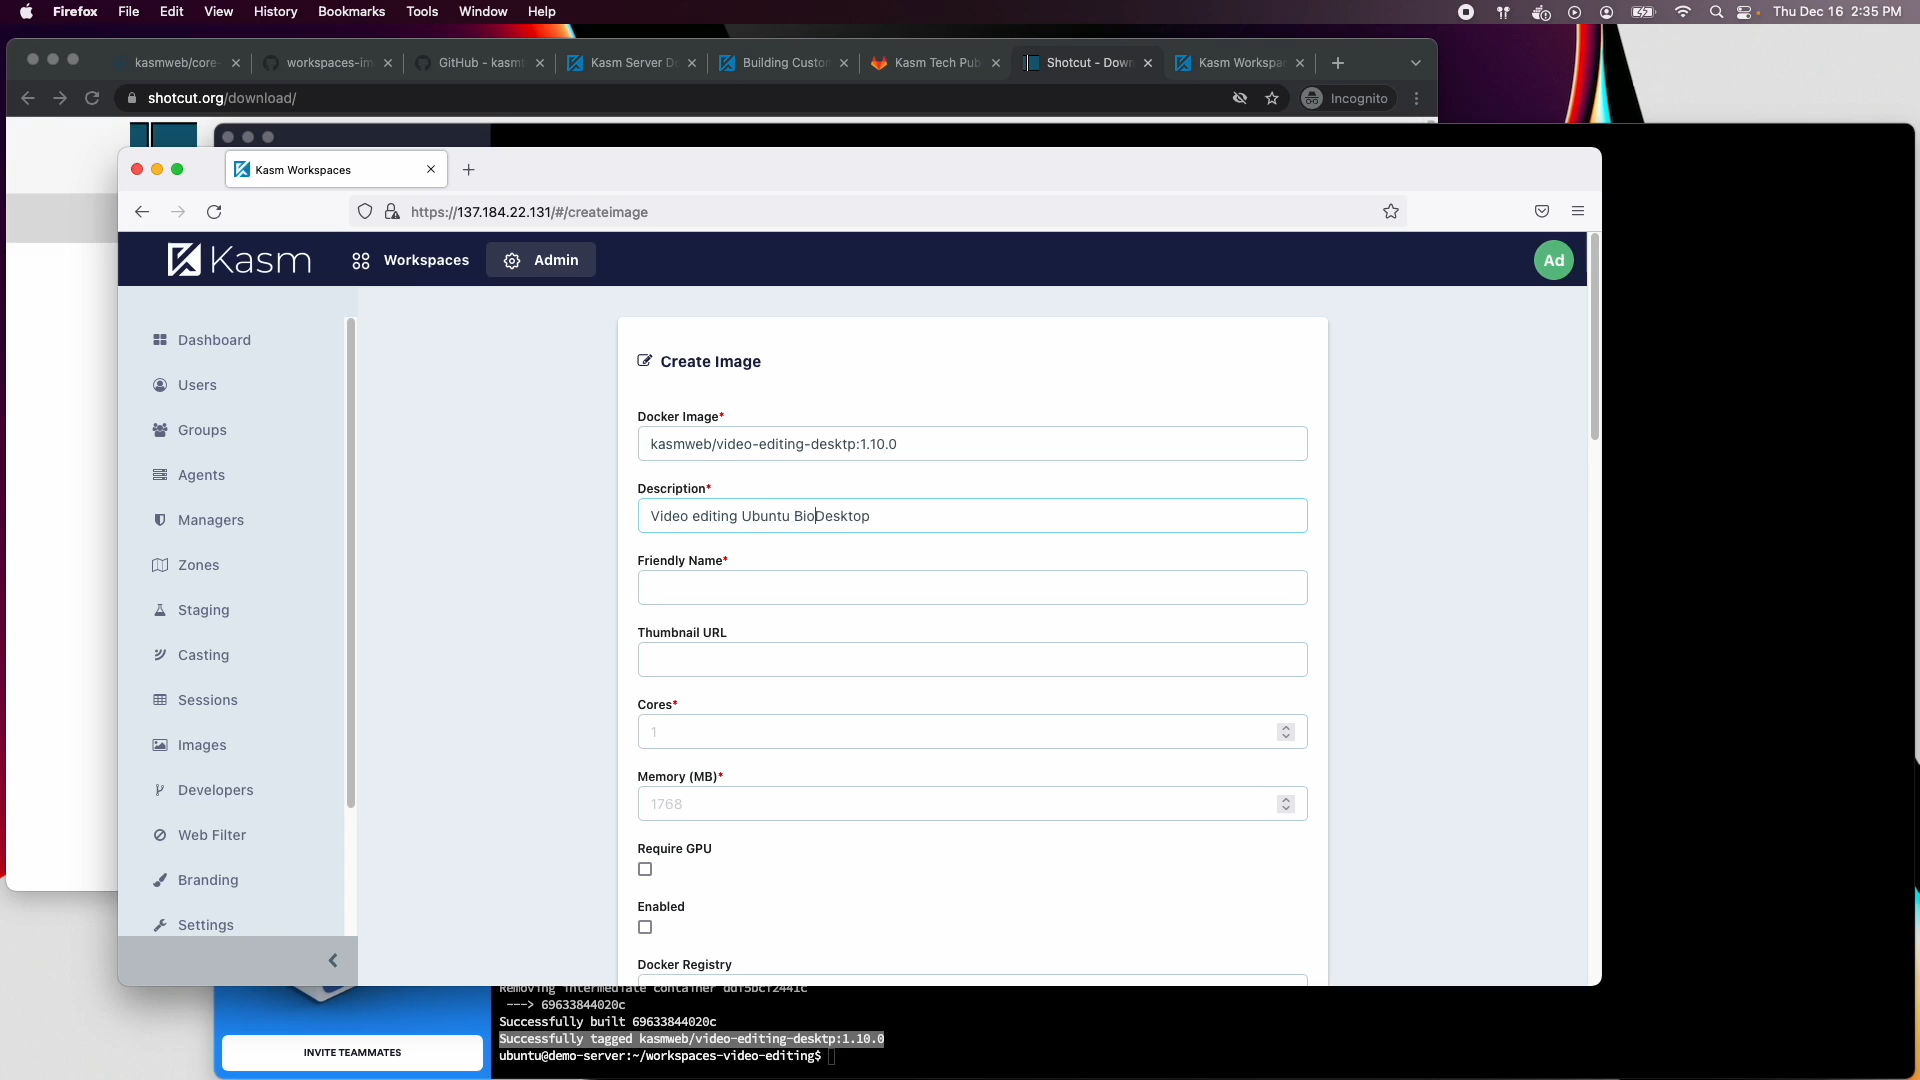 Firefox File Edit View History Bookmarks Tools Window Help
Thu Dec 16 2:35 PM
kasmweb/core-
workspaces-im
GitHub - kasmt
Kasm Server D
Building Custor
Kasm Tech Pub
Shotcut - Down
Kasm Workspac
shotcut.org/download/
Incognito
Kasm Workspaces
https://137.184.22.131/#/createimage
Kasm
Workspaces
Admin
Ad
Dashboard
Users
Groups
Agents
Managers
Zones
Staging
Casting
Sessions
Images
Developers
Web Filter
Branding
Settings
Create Image
Docker Image*
kasmweb/video-editing-desktp:1.10.0
Description*
Video editing Ubuntu BioDesktop
Friendly Name*
Thumbnail URL
Cores*
1
Memory (MB)*
1768
Require GPU
Enabled
Docker Registry
Removing intermediate container ddf5bcf2441c
---> 69633844020c
Successfully built 69633844020c
Successfully tagged kasmweb/video-editing-desktp:1.10.0
ubuntu@demo-server:~/workspaces-video-editing$
INVITE TEAMMATES